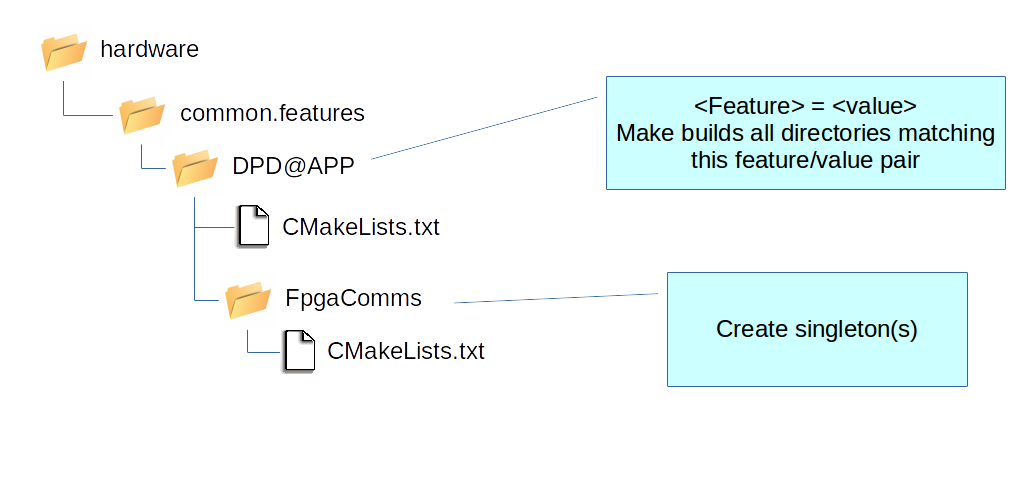 hardware
common.features
<Feature> = <value>
Make builds all directories matching
this feature/value pair
DPD@APP
CMakeLists.txt
FpgaComms
Create singleton(s)
CMakeLists.txt